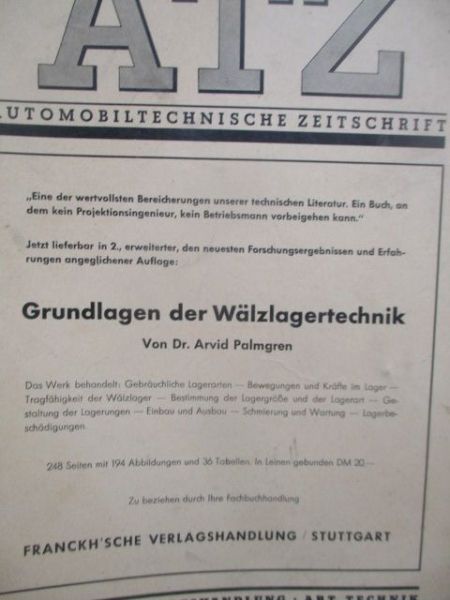 ATZ
AUTOMOBILTECHNISCHE ZEITSCHRIFT
„Eine der wertvollsten Bereicherungen unserer technischen Literatur. Ein Buch, an
dem kein Projektionsingenieur, kein Betriebsmann vorbeigehen kann.“
Jetzt lieferbar in 2., erweiterter, den neuesten Forschungsergebnissen und Erfah-
rungen angeglichener Auflage:
Grundlagen der Wälzlagertechnik
Von Dr. Arvid Palmgren
Das Werk behandelt: Gebräuchliche Lagerarten — Bewegungen und Kräfte im Lager —
Tragfähigkeit der Wälzlager — Bestimmung der Lagergröße und der Lagerart — Ge-
staltung der Lagerungen — Einbau und Ausbau — Schmierung und Wartung — Lagerbe-
schädigungen.
248 Seiten mit 194 Abbildungen und 36 Tabellen. In Leinen gebunden DM 20.—
Zu beziehen durch Ihre Fachbuchhandlung
FRANCKH'SCHE VERLAGSHANDLUNG / STUTTGART
ABT. TECHNIK